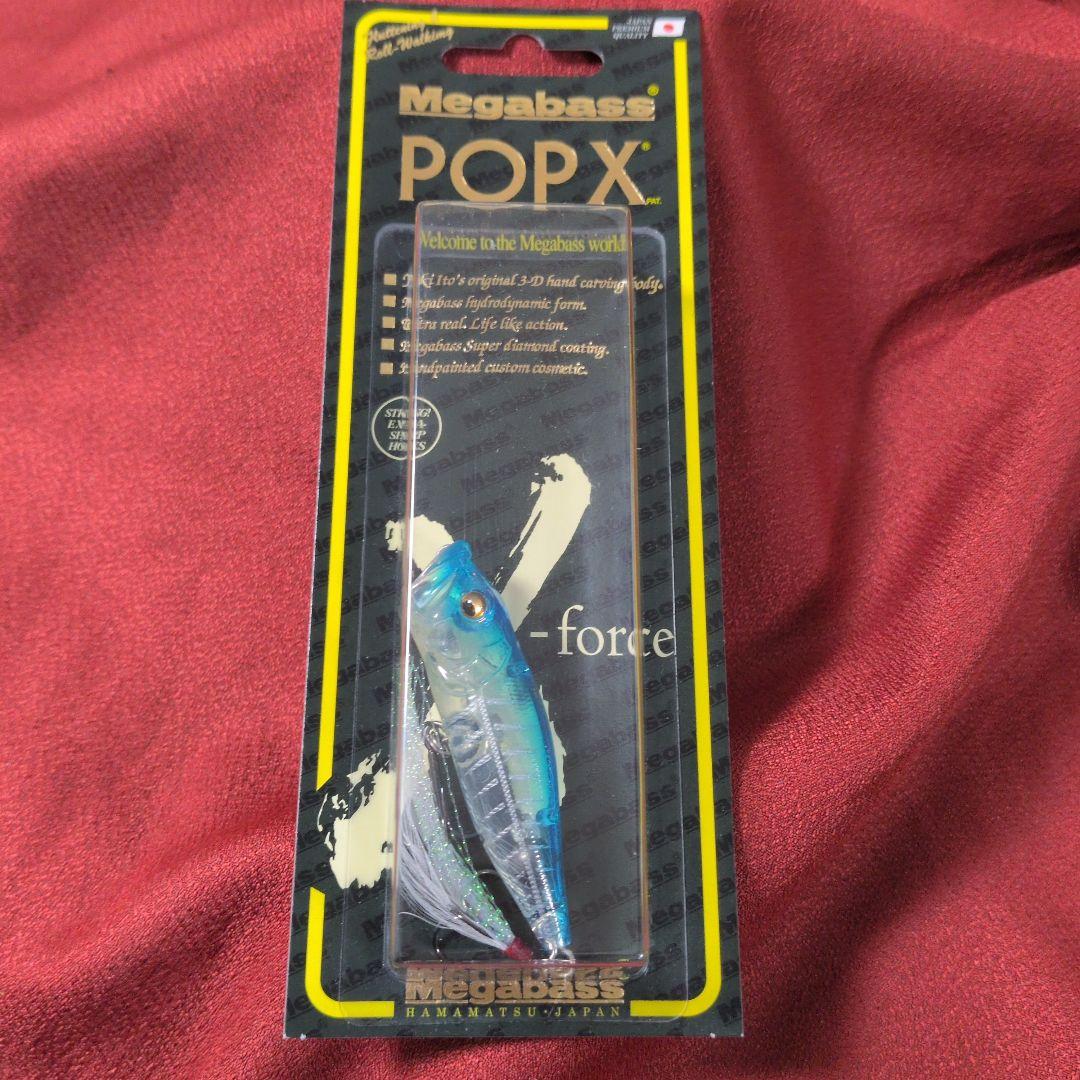 Fluttening
Roll-Walking
JAPAN
PREMIUM
QUALITY
Megabass®
POPX®
PAT.
Welcome to the Megabass world
Yuki Ito's original 3-D hand carving body.
Megabass hydrodynamic form.
Ultra real. Life like action.
Megabass Super diamond coating.
Handpainted custom cosmetic.
STRONG!
EXTRA-
SHARP
HOOKS
-force
Megabass
Megabass
HAMAMATSU·JAPAN